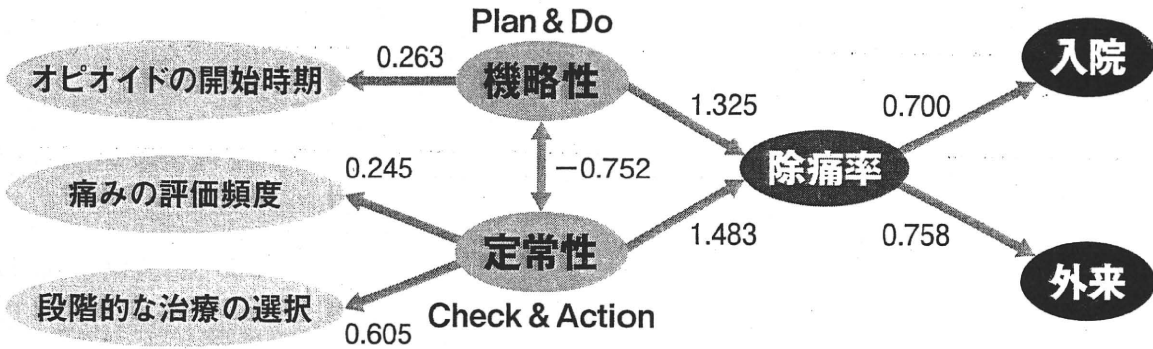 Plan & Do
機略性
オピオイドの開始時期
0.263
痛みの評価頻度
0.245
段階的な治療の選択
0.605
定常性
Check & Action
−0.752
1.325
1.483
除痛率
0.700
0.758
入院
外来